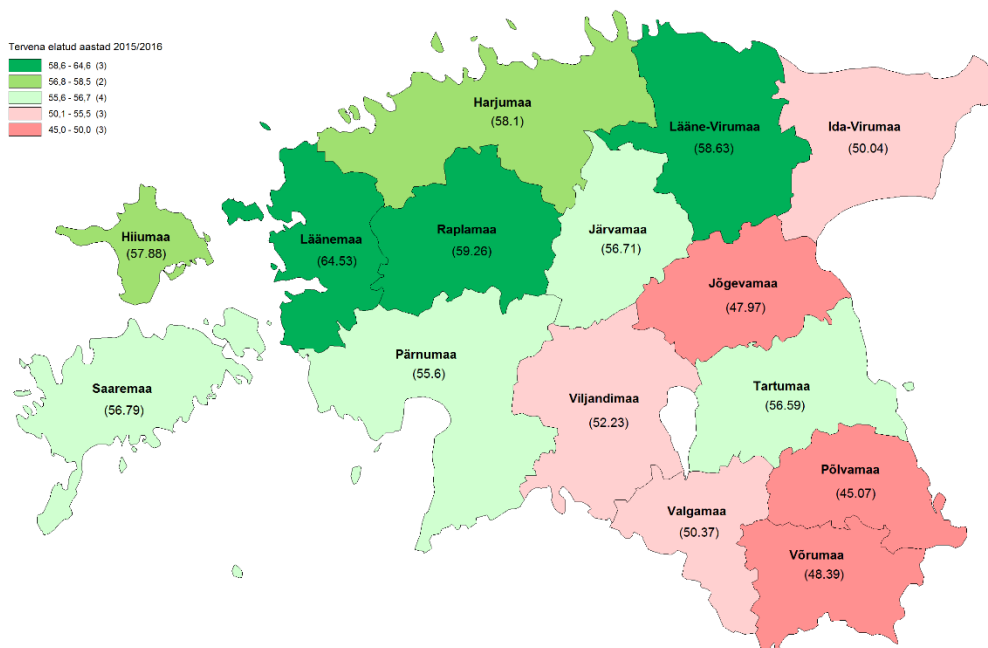 Tervena elatud aastad 2015/2016
58,6 - 64,6 (3)
56,8 - 58,5 (2)
55,6 - 56,7 (4)
50,1 - 55,5 (3)
45,0 - 50,0 (3)
Harjumaa
(58.1)
Lääne-Virumaa
(58.63)
Ida-Virumaa
(50.04)
Hiiumaa
(57.88)
Läänemaa
(64.53)
Raplamaa
(59.26)
Järvamaa
(56.71)
Jõgevamaa
(47.97)
Saaremaa
(56.79)
Pärnumaa
(55.6)
Viljandimaa
(52.23)
Tartumaa
(56.59)
Põlvamaa
(45.07)
Valgamaa
(50.37)
Võrumaa
(48.39)